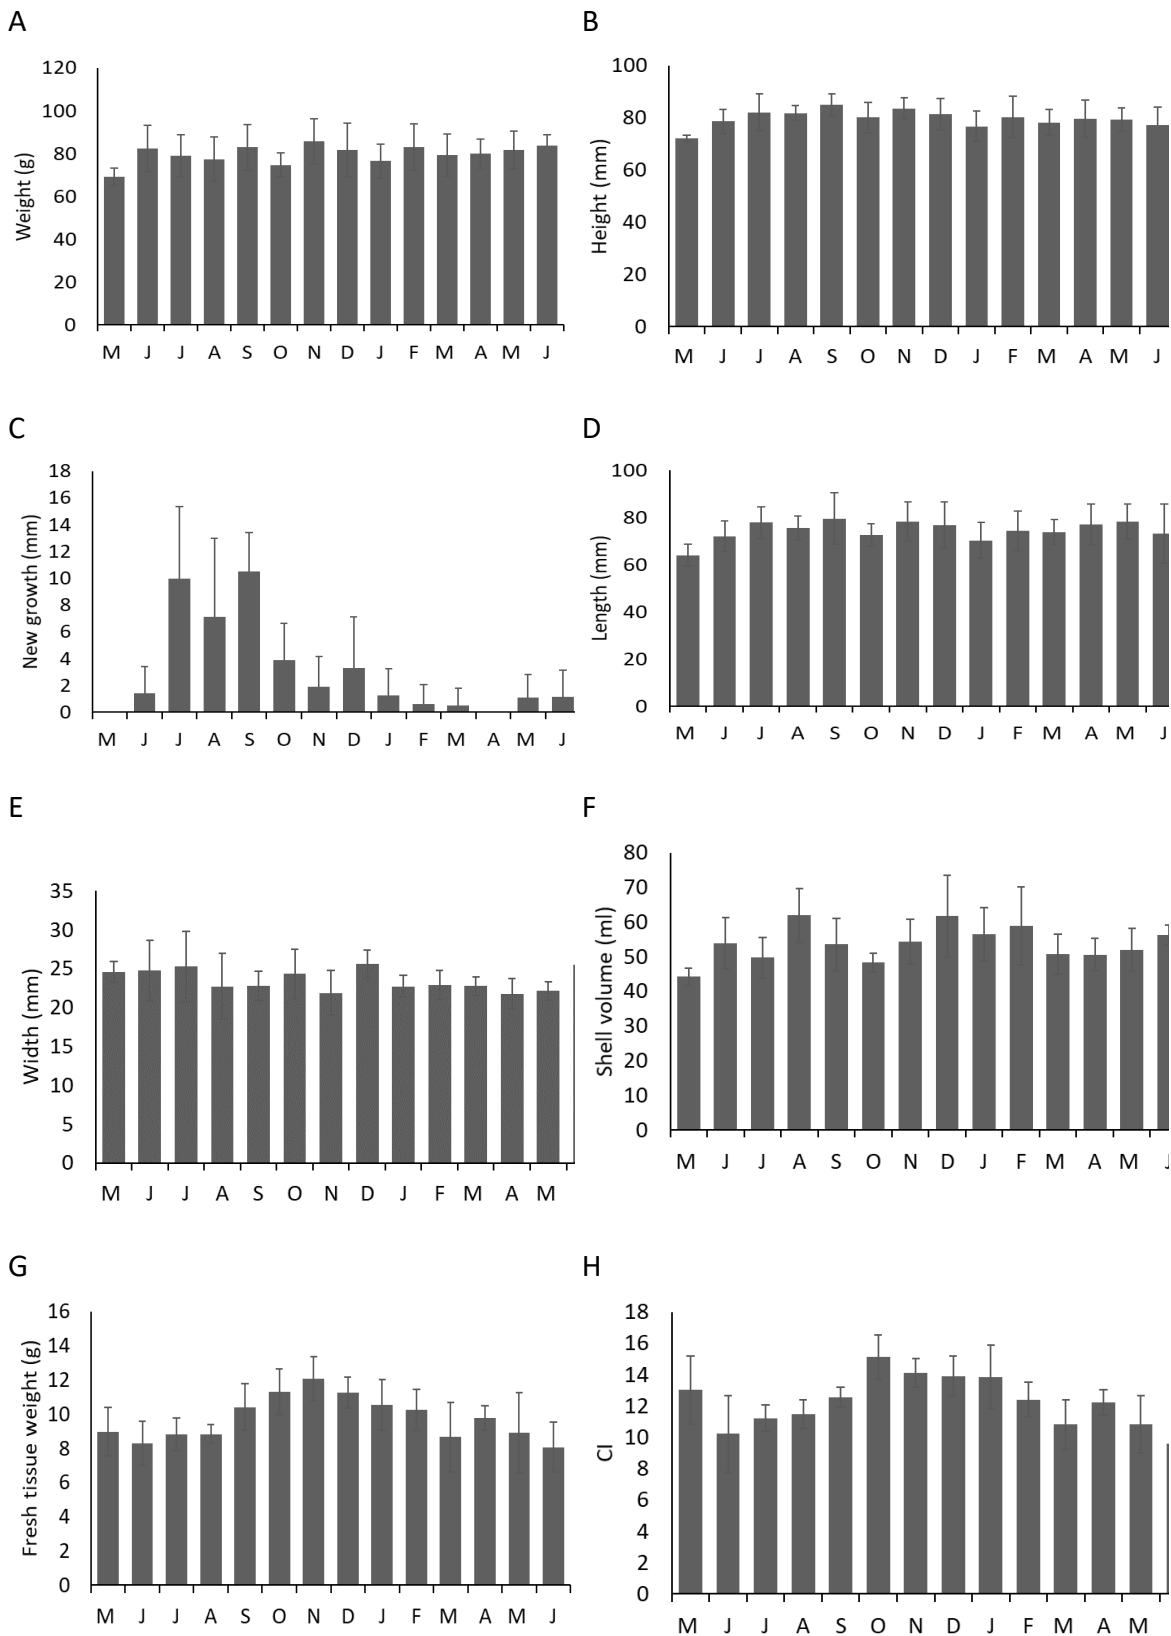 A
Weight (g)
120
100
80
60
40
20
0
M J J A S O N D J F M A M J
B
Height (mm)
100
80
60
40
20
0
M J J A S O N D J F M A M J
C
New growth (mm)
18
16
14
12
10
8
6
4
2
0
M J J A S O N D J F M A M J
D
Length (mm)
100
80
60
40
20
0
M J J A S O N D J F M A M J
E
Width (mm)
35
30
25
20
15
10
5
0
M J J A S O N D J F M A M
F
Shell volume (ml)
80
70
60
50
40
30
20
10
0
M J J A S O N D J F M A M J
G
Fresh tissue weight (g)
16
14
12
10
8
6
4
2
0
M J J A S O N D J F M A M J
H
CI
18
16
14
12
10
8
6
4
2
0
M J J A S O N D J F M A M